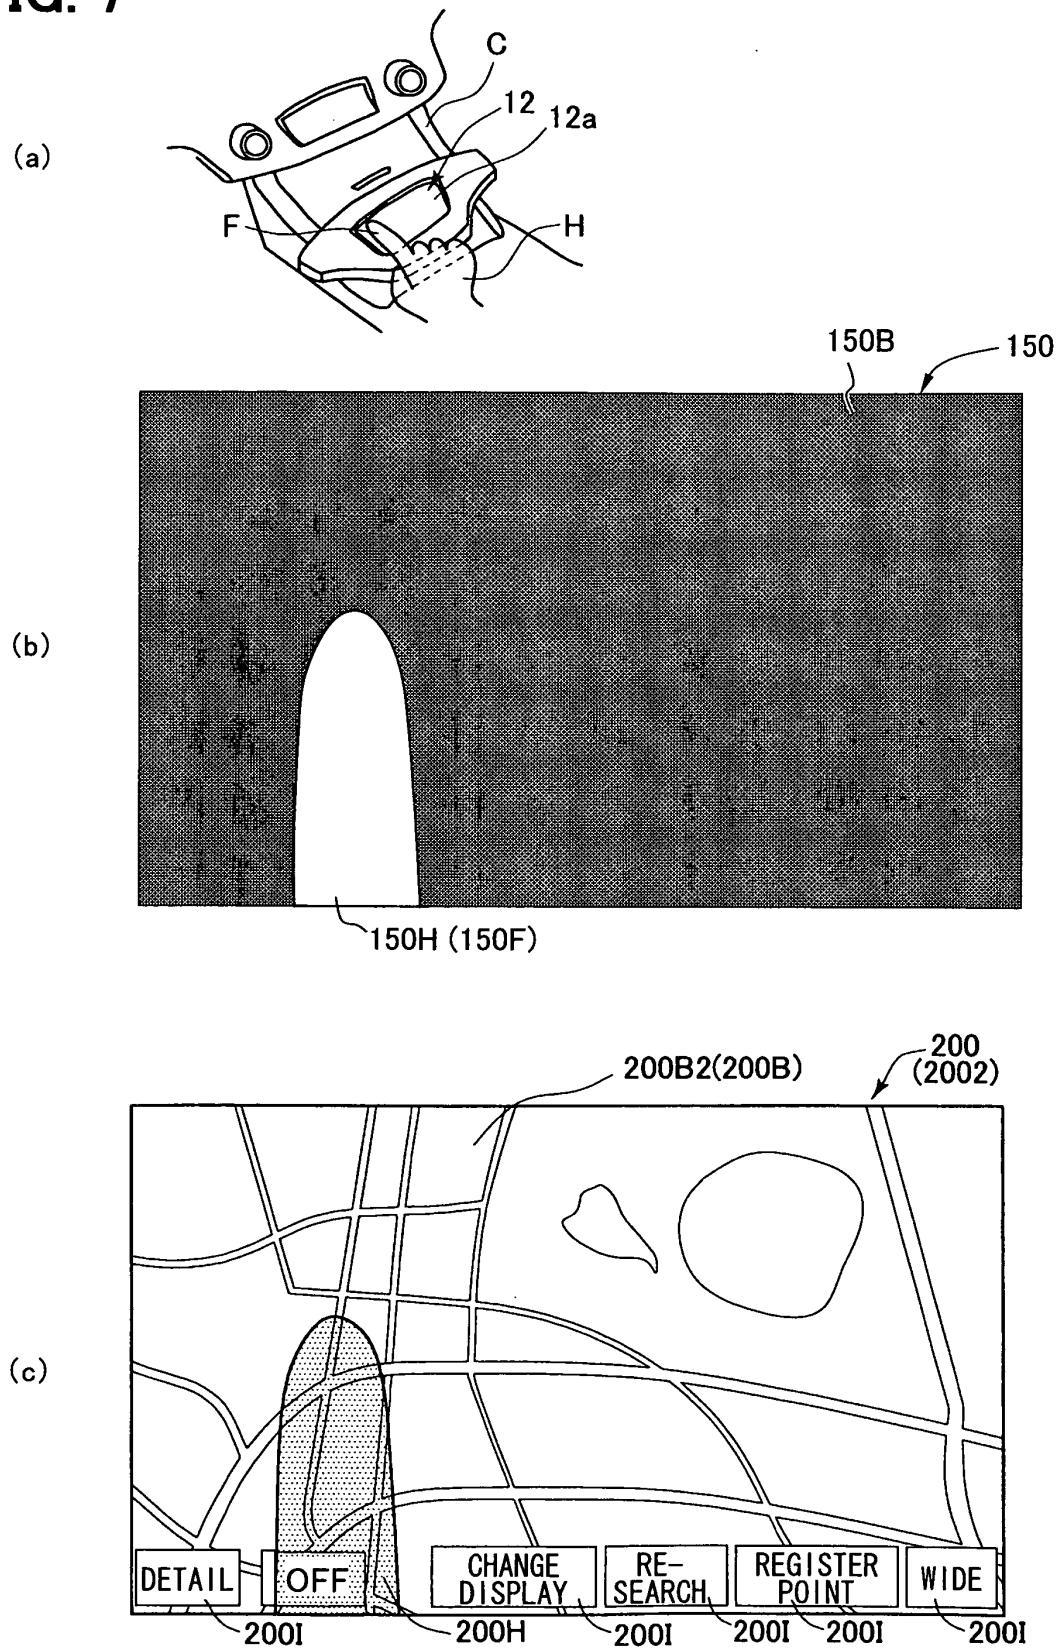 FIG. 7
(a)
C
12
12a
F
H
150B
150
(b)
150H (150F)
200B2(200B)
200
(2002)
(c)
DETAIL
OFF
CHANGE
DISPLAY
RE-
SEARCH
REGISTER
POINT
WIDE
200I
200H
200I
200I
200I
200I